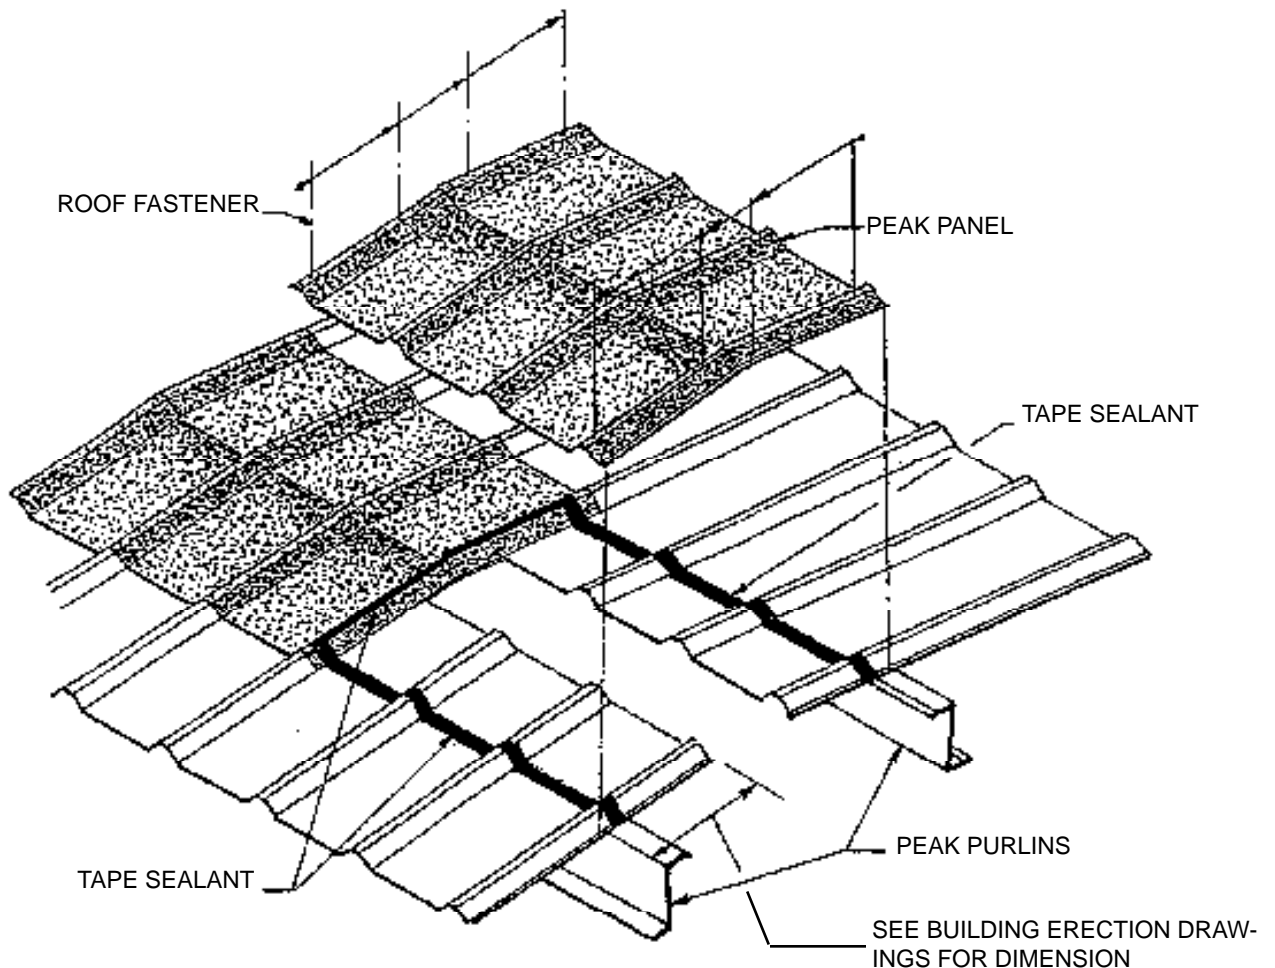 ROOF FASTENER
PEAK PANEL
TAPE SEALANT
PEAK PURLINS
TAPE SEALANT
SEE BUILDING ERECTION DRAW-
INGS FOR DIMENSION